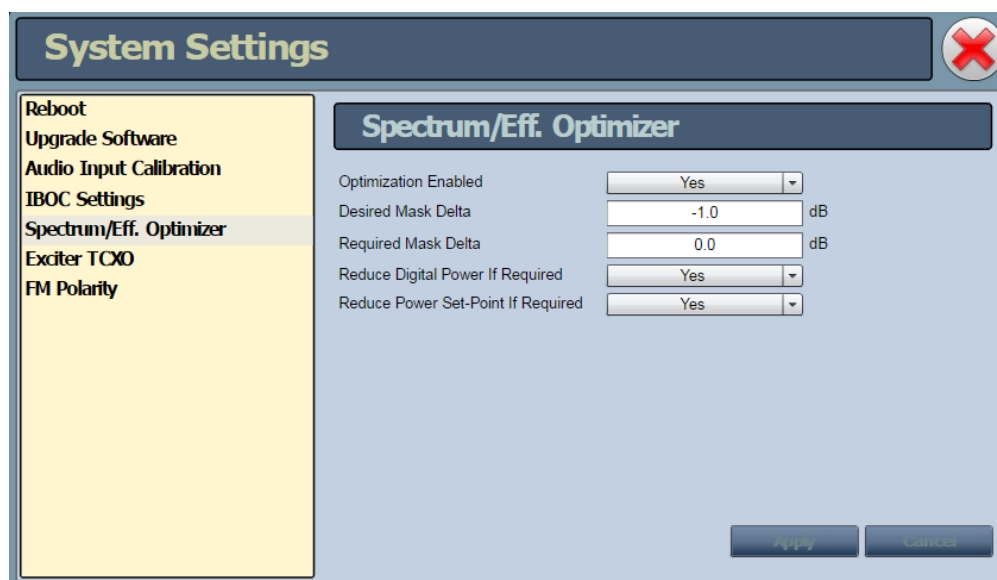 System Settings
Reboot
Upgrade Software
Audio Input Calibration
IBOC Settings
Spectrum/Eff. Optimizer
Exciter TCXO
FM Polarity
Spectrum/Eff. Optimizer
Optimization Enabled Yes
Desired Mask Delta -1.0 dB
Required Mask Delta 0.0 dB
Reduce Digital Power If Required Yes
Reduce Power Set-Point If Required Yes
Apply Cancel